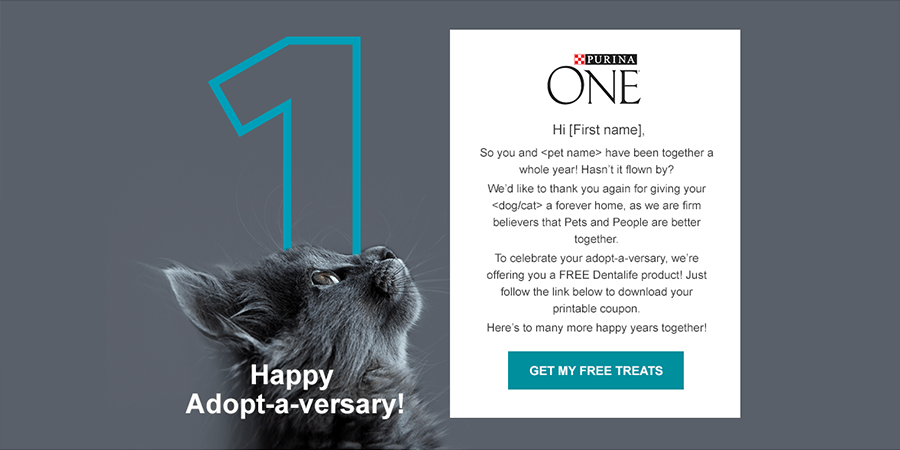 1
Happy
Adopt-a-versary!
PURINA
ONE
Hi [First name],
So you and <pet name> have been together a
whole year! Hasn't it flown by?
We'd like to thank you again for giving your
<dog/cat> a forever home, as we are firm
believers that Pets and People are better
together.
To celebrate your adopt-a-versary, we're
offering you a FREE Dentalife product! Just
follow the link below to download your
printable coupon.
Here's to many more happy years together!
GET MY FREE TREATS